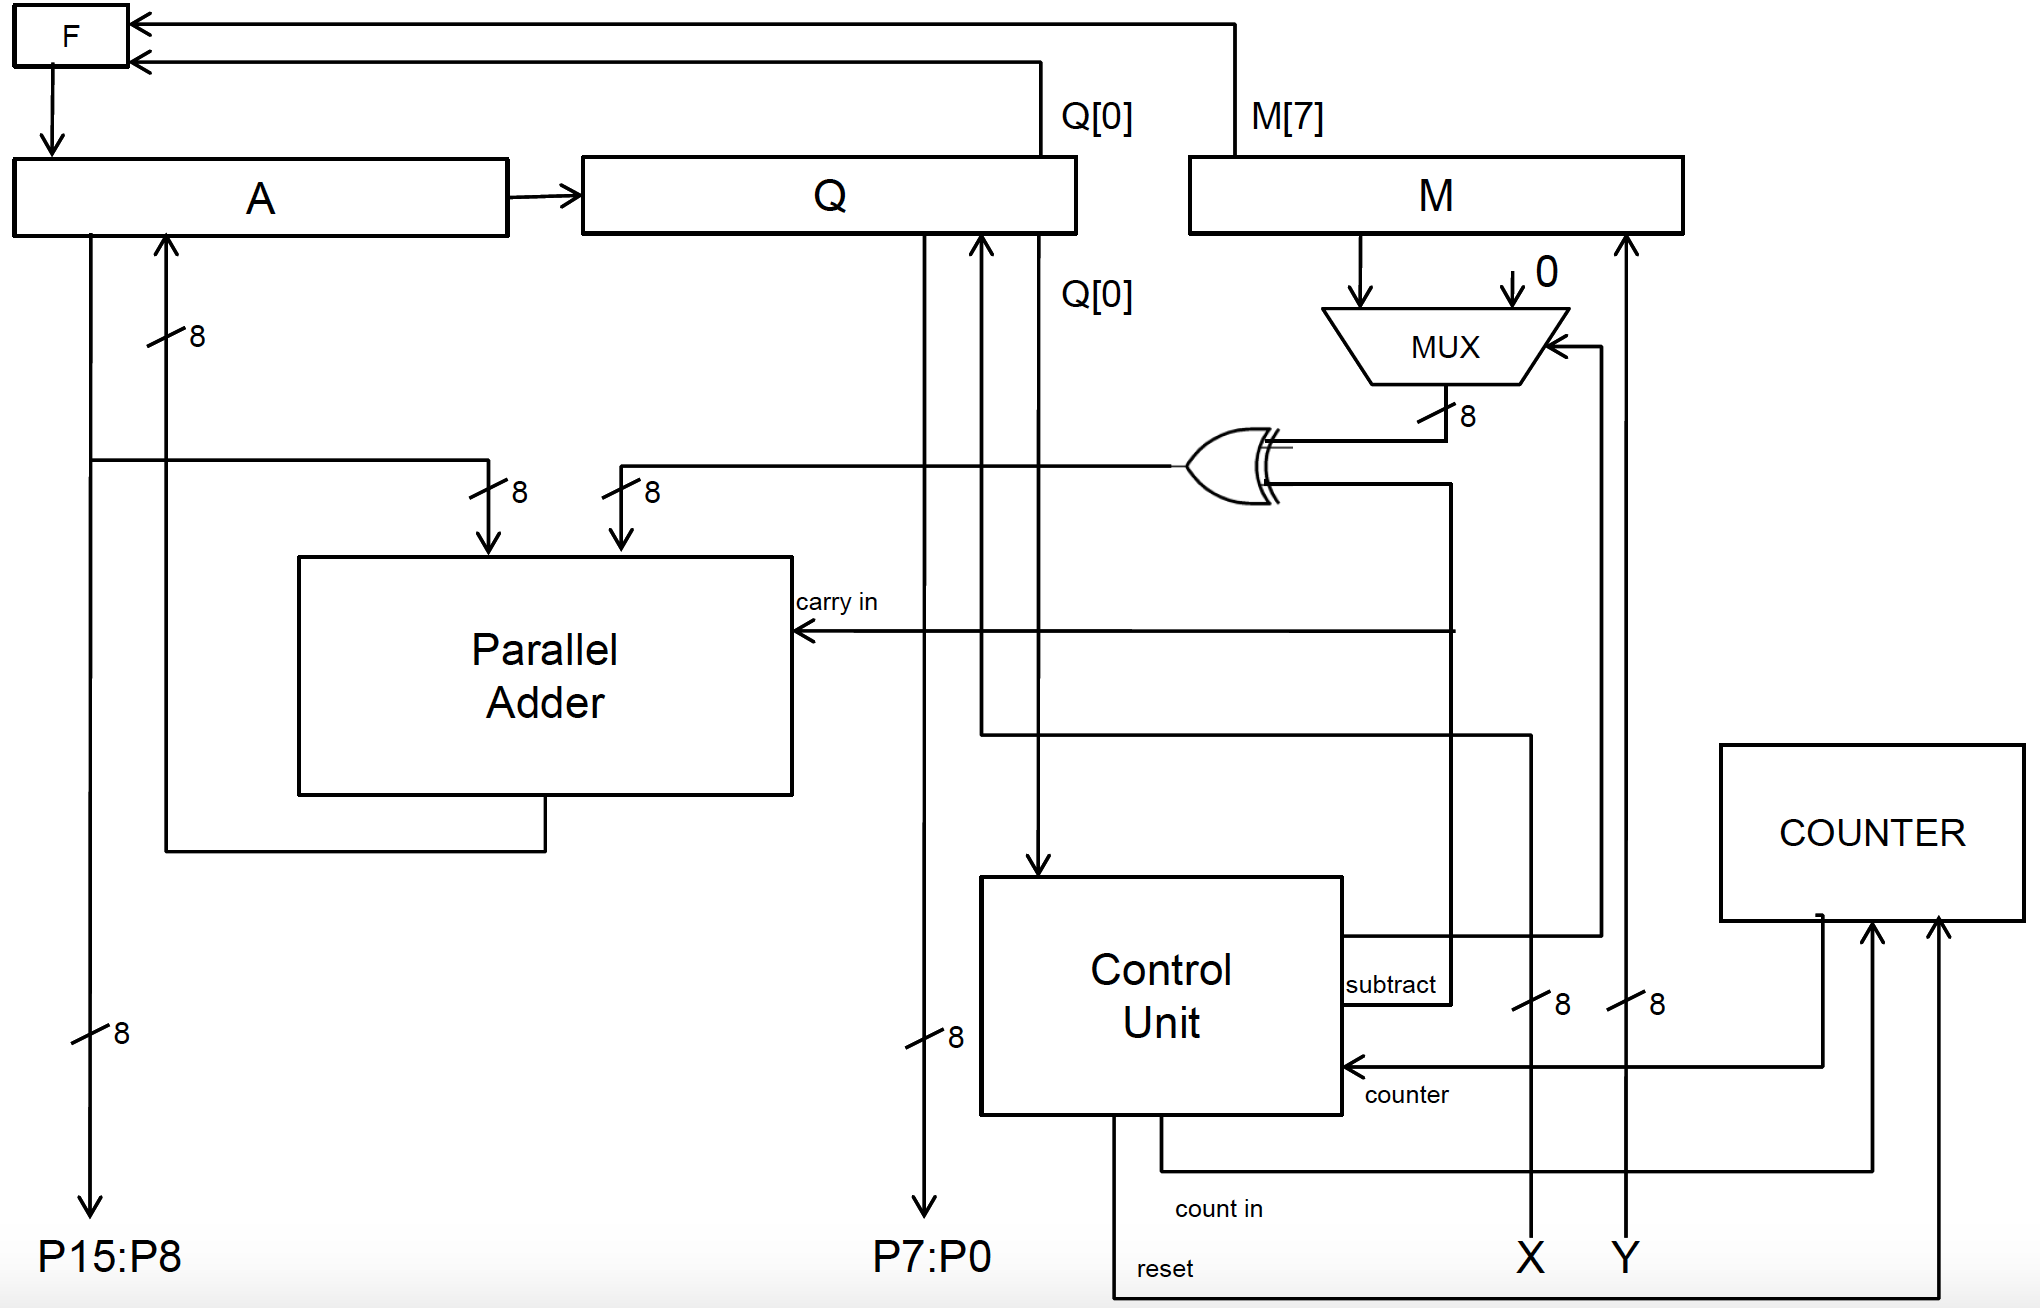 F
Q[0]
M[7]
A
Q
M
0
Q[0]
8
MUX
8
8
8
carry in
Parallel
Adder
COUNTER
Control
Unit
subtract
8
8
8
8
counter
count in
P15:P8
P7:P0
reset
X
Y